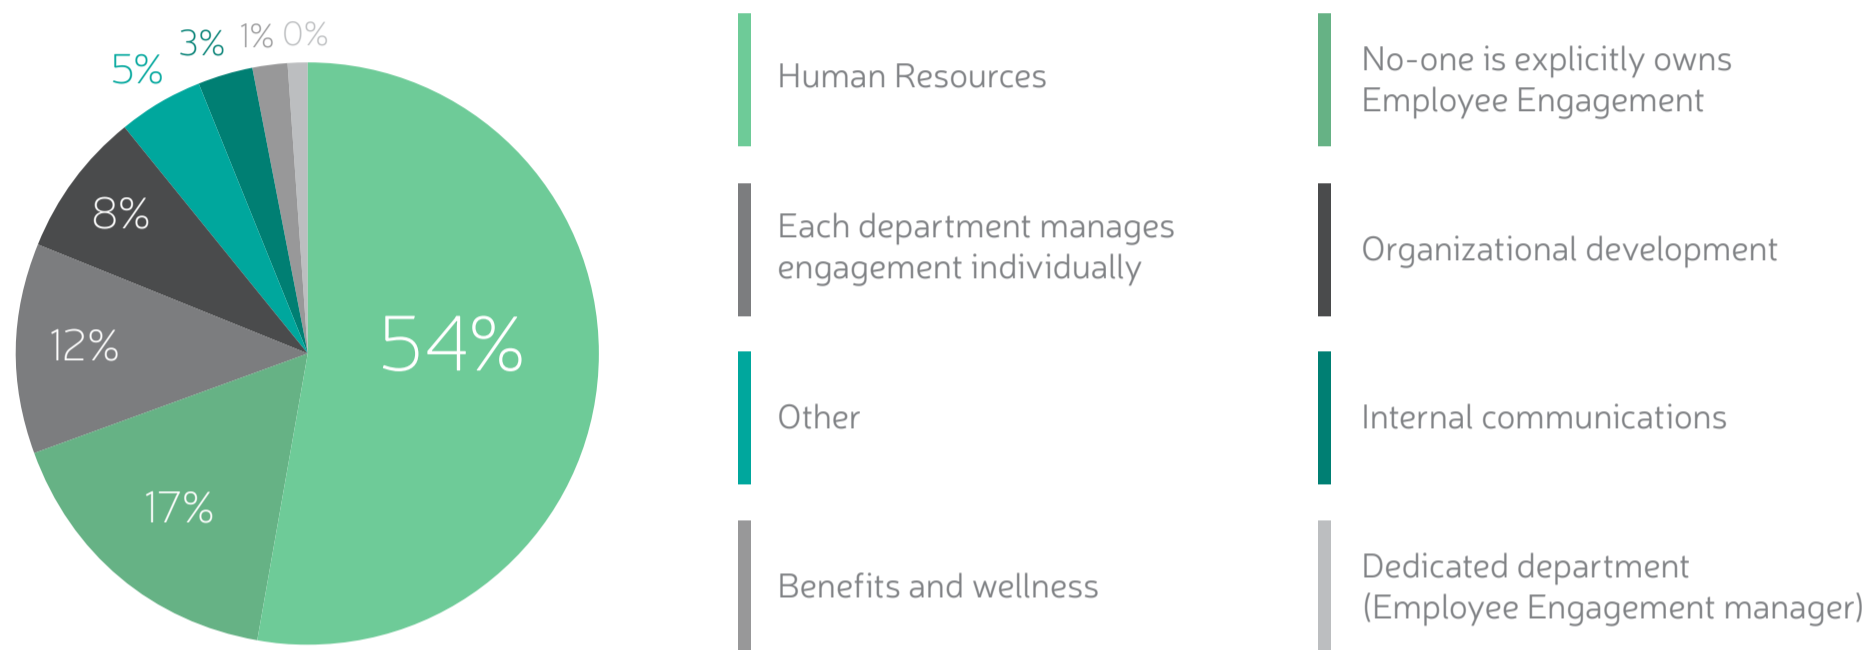 3%
1%
0%
5%
8%
12%
54%
17%
Human Resources
No-one is explicitly owns
Employee Engagement
Each department manages
engagement individually
Organizational development
Other
Internal communications
Benefits and wellness
Dedicated department
(Employee Engagement manager)